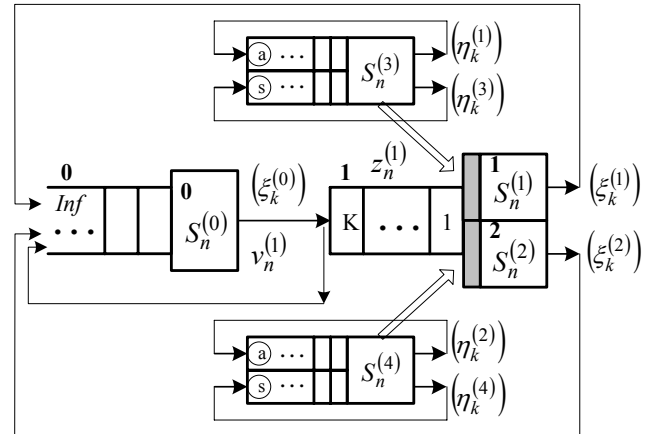 a ... S_n^{(3)} (η_k^{(1)})
s ... (η_k^{(3)})
0 Inf ... 0 S_n^{(0)} (ξ_k^{(0)}) v_n^{(1)}
1 z_n^{(1)} K ... 1
1 S_n^{(1)} (ξ_k^{(1)})
2 S_n^{(2)} (ξ_k^{(2)})
a ... S_n^{(4)} (η_k^{(2)})
s ... (η_k^{(4)})